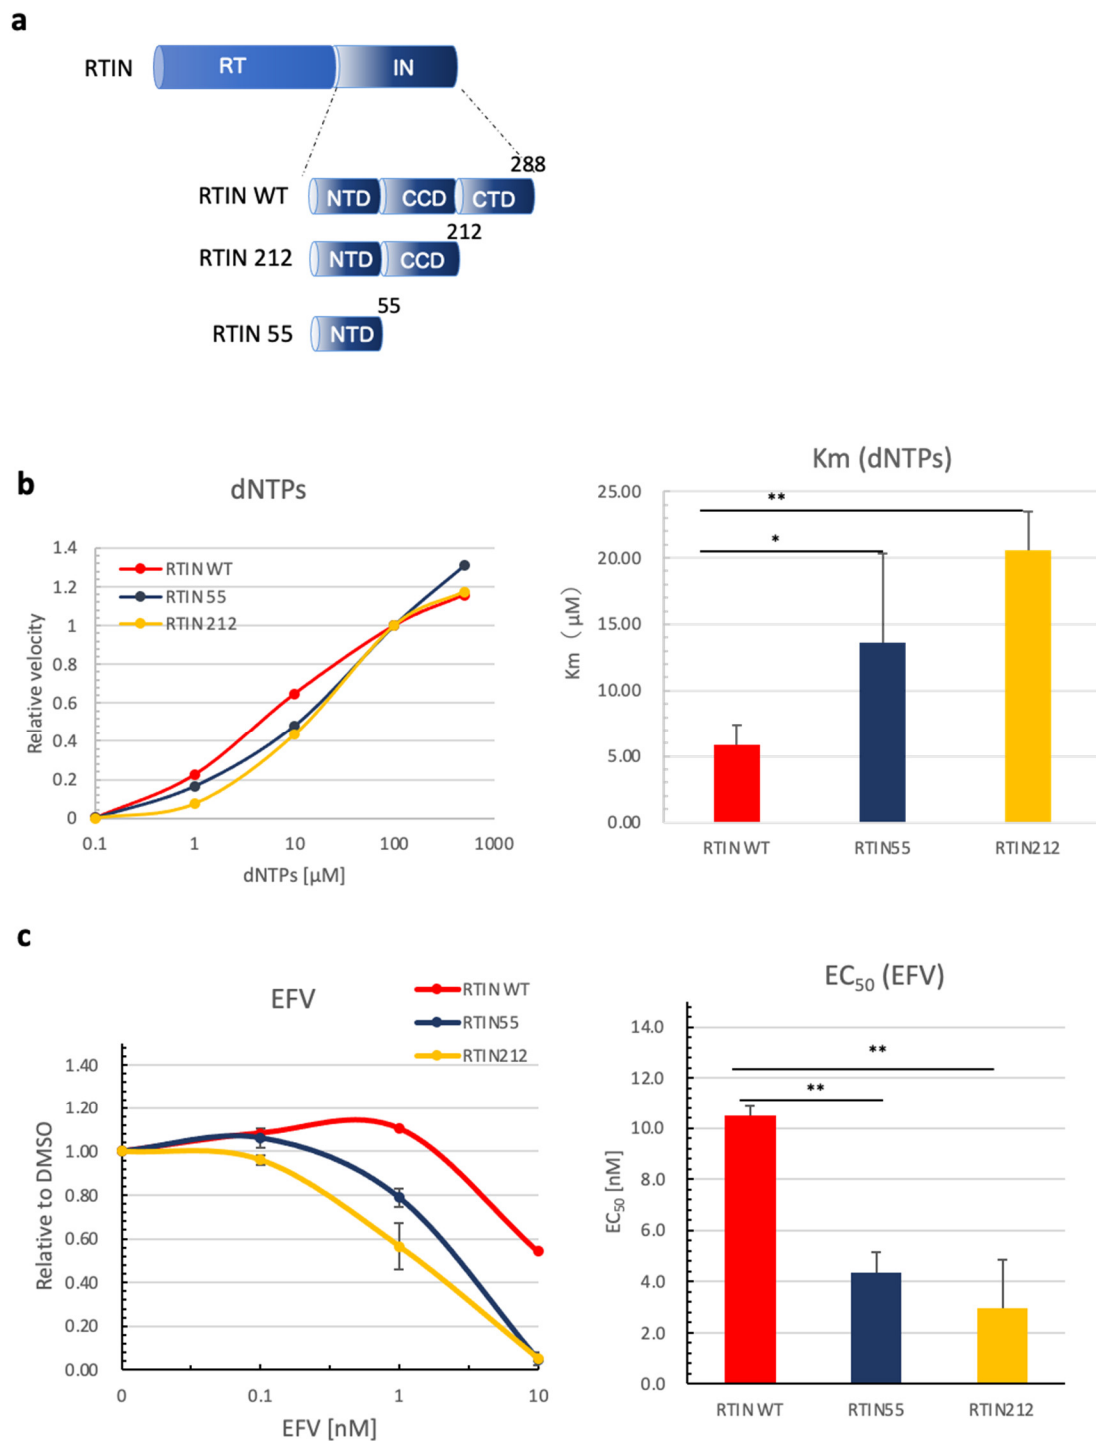 a
RTIN RT IN
288
RTIN WT NTD CCD CTD
212
RTIN 212 NTD CCD
55
RTIN 55 NTD
b
dNTPs
1.4
1.2
1
0.8
0.6
0.4
0.2
0
Relative velocity
RTIN WT
RTIN 55
RTIN 212
0.1 1 10 100 1000
dNTPs [µM]
Km (dNTPs)
25.00
20.00
15.00
10.00
5.00
0.00
Km ( µM)
**
*
RTIN WT RTIN55 RTIN212
c
EFV
RTIN WT
RTIN55
RTIN212
1.40
1.20
1.00
0.80
0.60
0.40
0.20
0.00
Relative to DMSO
0 0.1 1 10
EFV [nM]
EC50 (EFV)
14.0
12.0
10.0
8.0
6.0
4.0
2.0
0.0
EC50 [nM]
**
**
RTIN WT RTIN55 RTIN212